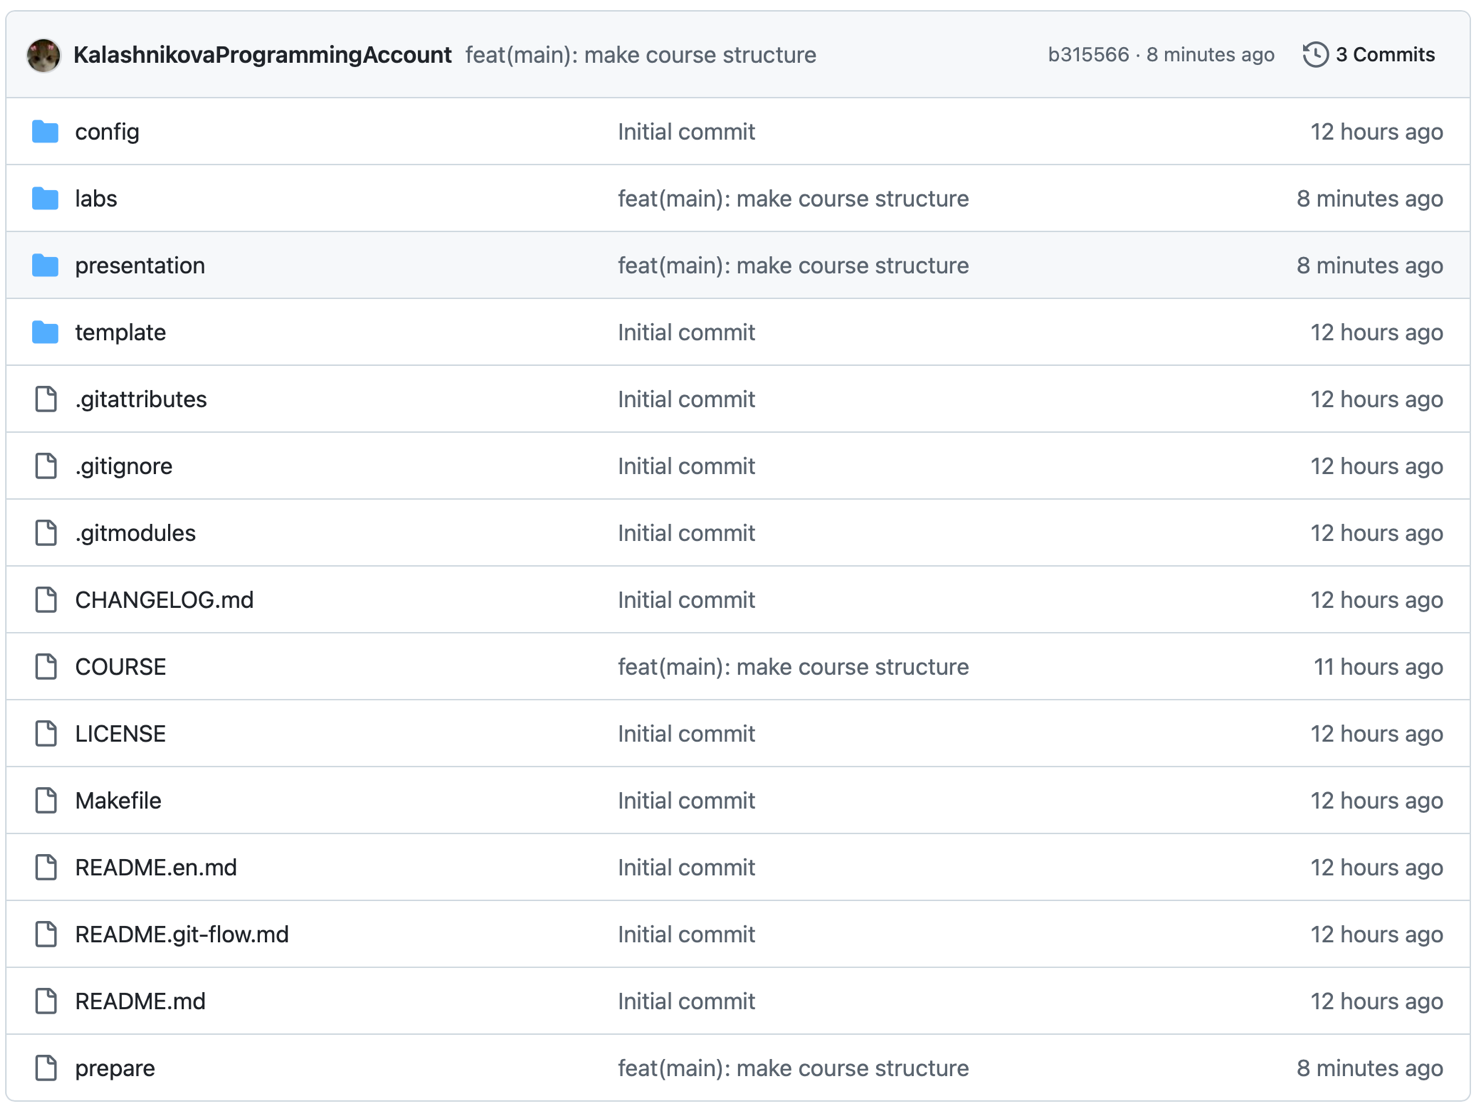 KalashnikovaProgrammingAccount feat(main): make course structure b315566 · 8 minutes ago 3 Commits
config Initial commit 12 hours ago
labs feat(main): make course structure 8 minutes ago
presentation feat(main): make course structure 8 minutes ago
template Initial commit 12 hours ago
.gitattributes Initial commit 12 hours ago
.gitignore Initial commit 12 hours ago
.gitmodules Initial commit 12 hours ago
CHANGELOG.md Initial commit 12 hours ago
COURSE feat(main): make course structure 11 hours ago
LICENSE Initial commit 12 hours ago
Makefile Initial commit 12 hours ago
README.en.md Initial commit 12 hours ago
README.git-flow.md Initial commit 12 hours ago
README.md Initial commit 12 hours ago
prepare feat(main): make course structure 8 minutes ago